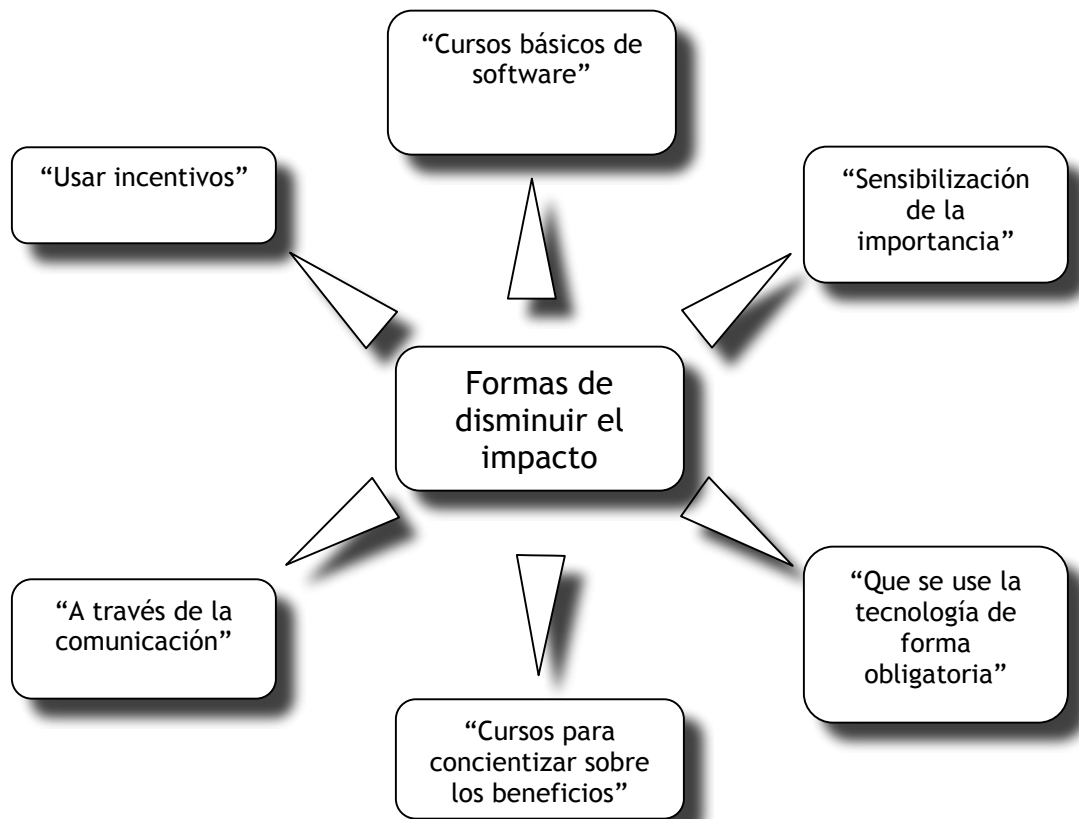 “Cursos básicos de
software”
“Usar incentivos”
“Sensibilización
de la
importancia”
Formas de
disminuir el
impacto
“A través de la
comunicación”
“Que se use la
tecnología de
forma
obligatoria”
“Cursos para
concientizar sobre
los beneficios”